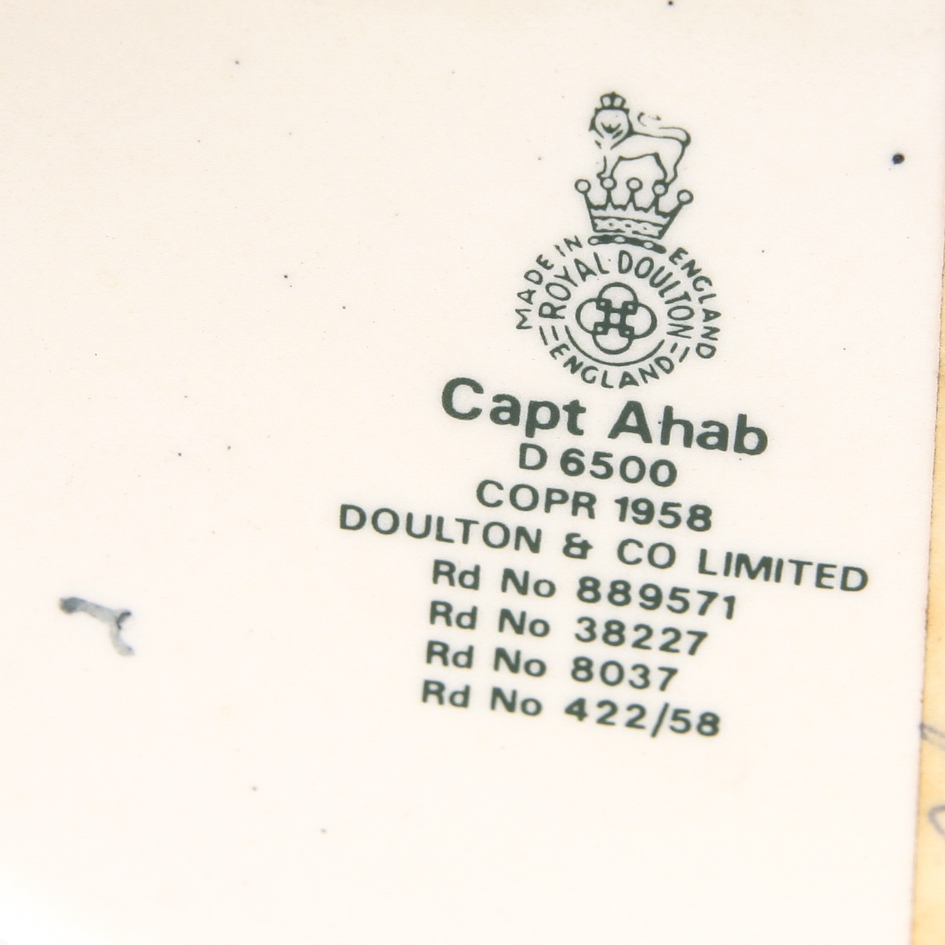 MADE IN ENGLAND
ROYAL DOULTON
ENGLAND
Capt Ahab
D 6500
COPR 1958
DOULTON & CO LIMITED
Rd No 889571
Rd No 38227
Rd No 8037
Rd No 422/58